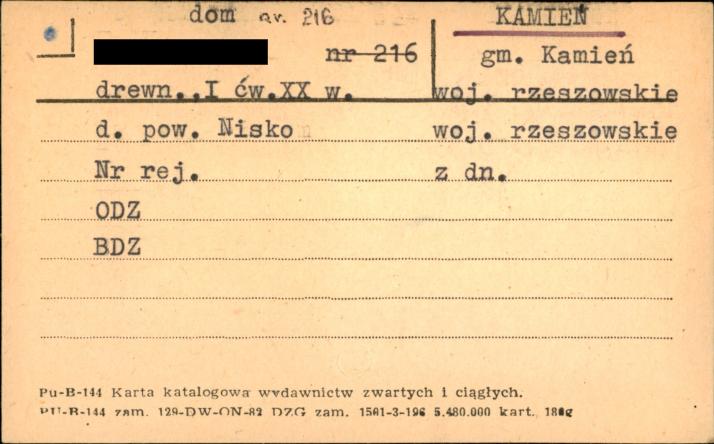 dom nr. 216
KAMIEŃ
nr 216
gm. Kamień
drewn.,I ćw.XX w.
woj. rzeszowskie
d. pow. Nisko
woj. rzeszowskie
Nr rej.
z dn.
ODZ
BDZ
Pu-B-144 Karta katalogowa wydawnictw zwartych i ciągłych.
PU-B-144 zam. 129-DW-ON-82 DZG zam. 1501-3-196 5.480.000 kart.